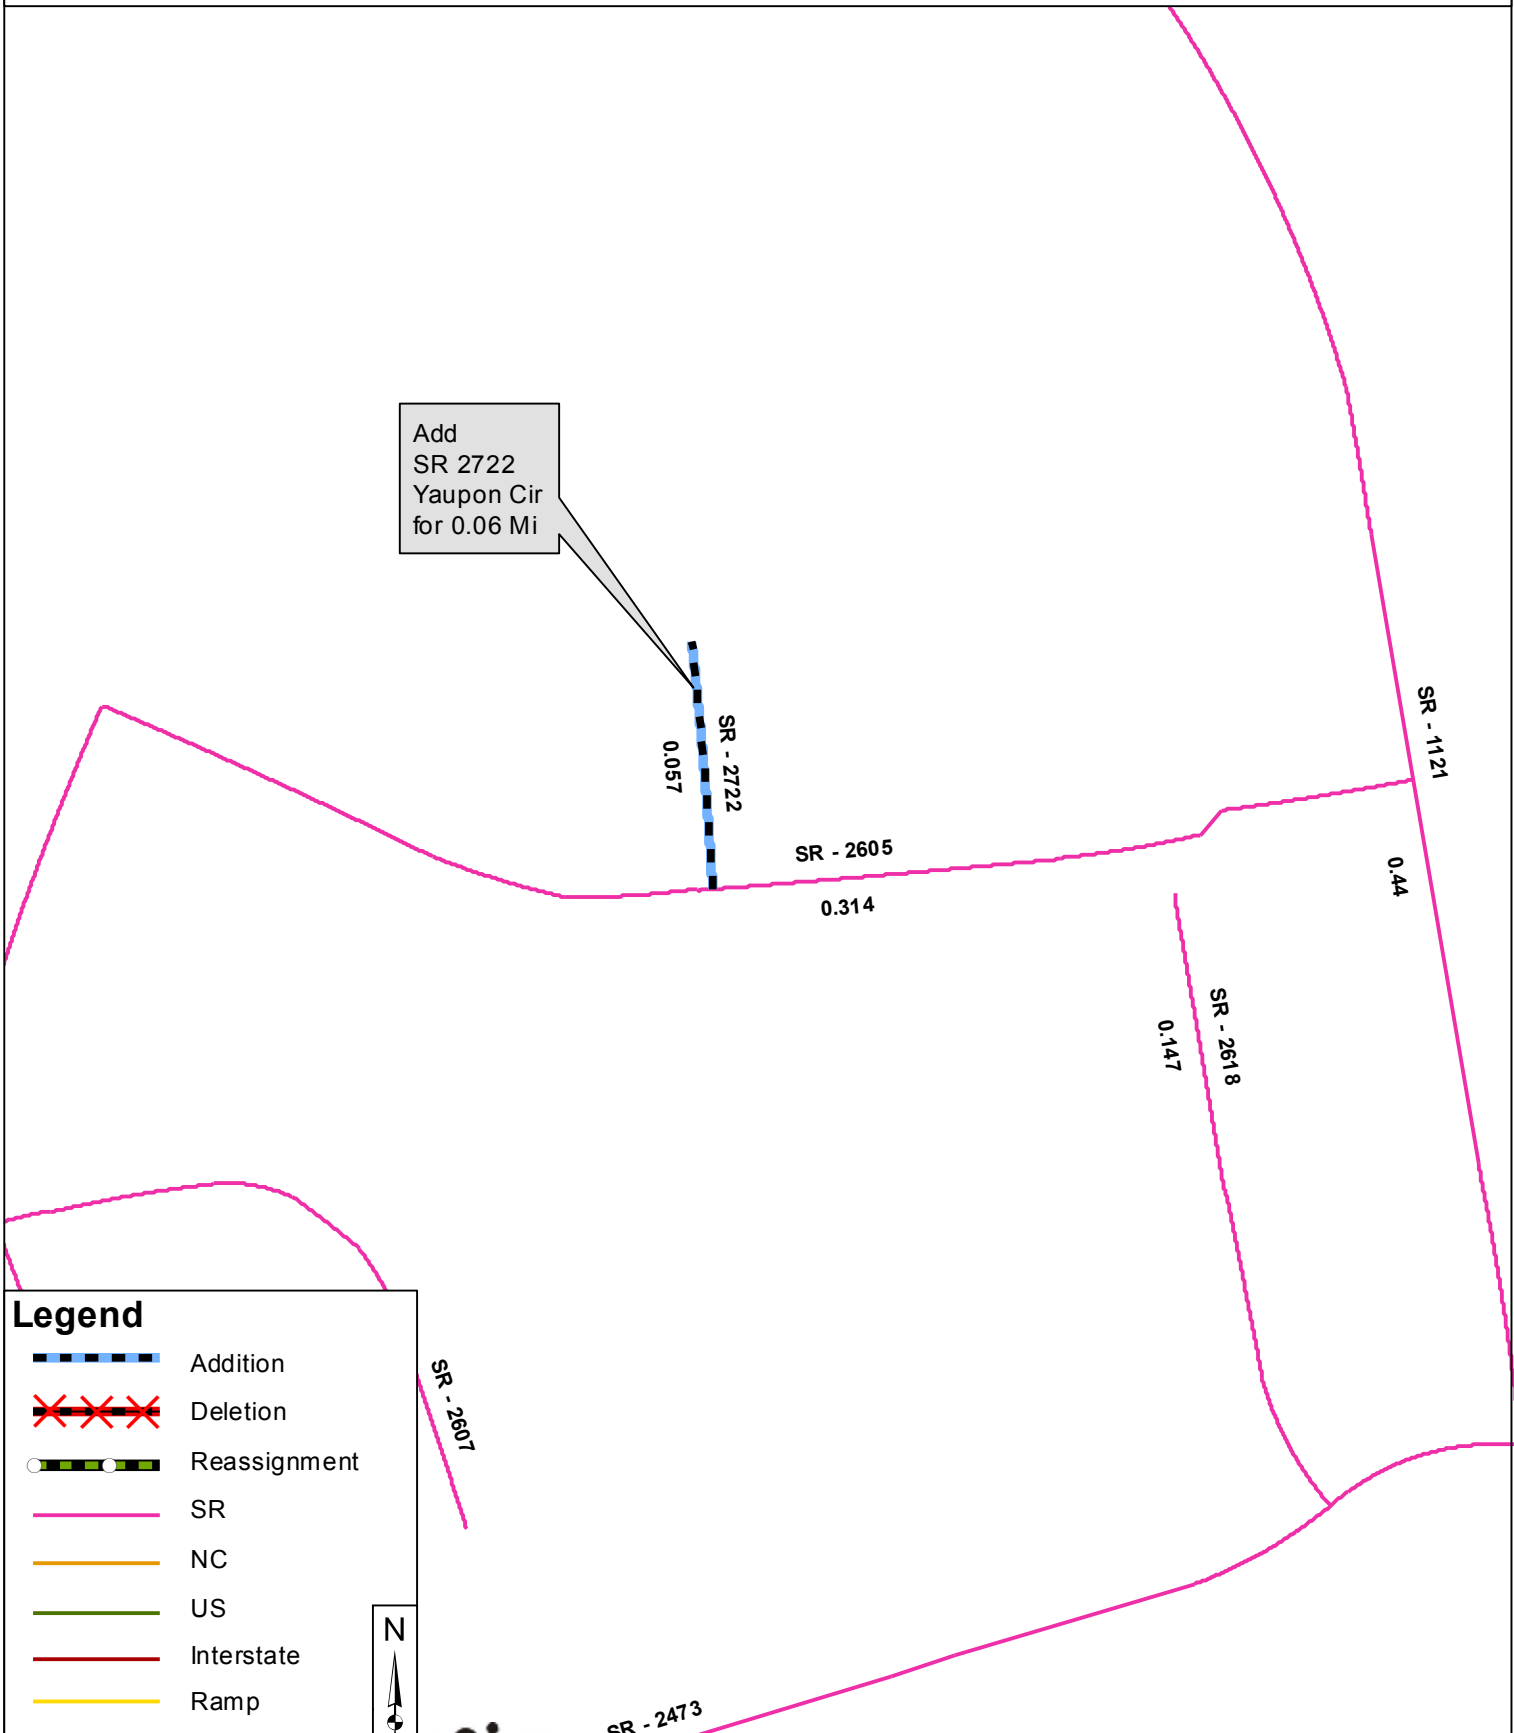 Add
SR 2722
Yaupon Cir
for 0.06 Mi
SR - 1121
SR - 2722
0.057
SR - 2605
0.314
0.44
SR - 2618
0.147
Legend
Addition
Deletion
Reassignment
SR
NC
US
Interstate
Ramp
SR - 2607
N
SR - 2473